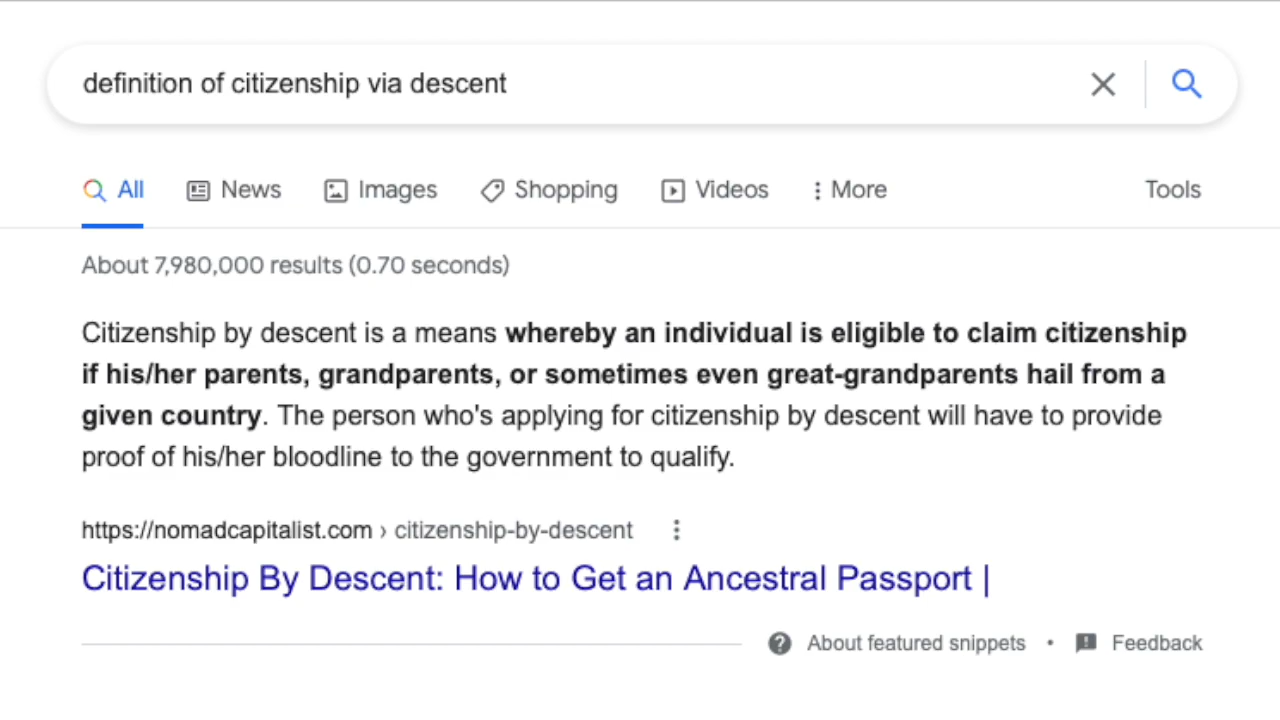 definition of citizenship via descent
All News Images Shopping Videos More Tools
About 7,980,000 results (0.70 seconds)
Citizenship by descent is a means whereby an individual is eligible to claim citizenship
if his/her parents, grandparents, or sometimes even great-grandparents hail from a
given country. The person who's applying for citizenship by descent will have to provide
proof of his/her bloodline to the government to qualify.
https://nomadcapitalist.com › citizenship-by-descent
Citizenship By Descent: How to Get an Ancestral Passport |
About featured snippets • Feedback